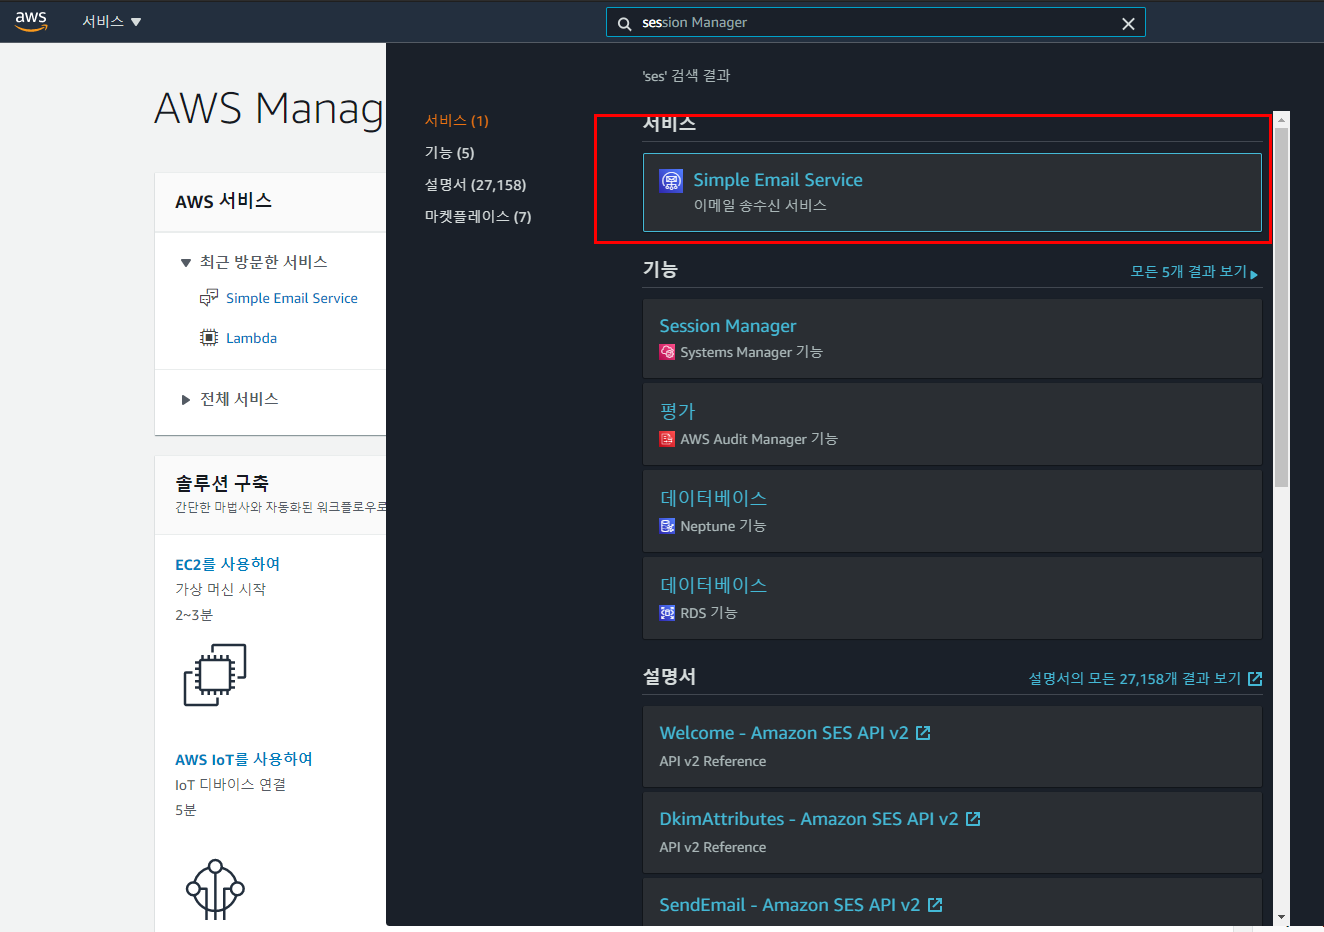 aws
서비스
session Manager
AWS Manag
AWS 서비스
최근 방문한 서비스
Simple Email Service
Lambda
전체 서비스
솔루션 구축
간단한 마법사와 자동화된 워크플로우로
EC2를 사용하여
가상 머신 시작
2~3분
AWS IoT를 사용하여
IoT 디바이스 연결
5분
서비스 (1)
기능 (5)
설명서 (27,158)
마켓플레이스 (7)
'ses' 검색 결과
서비스
Simple Email Service
이메일 송수신 서비스
기능
모든 5개 결과 보기
Session Manager
Systems Manager 기능
평가
AWS Audit Manager 기능
데이터베이스
Neptune 기능
데이터베이스
RDS 기능
설명서
설명서의 모든 27,158개 결과 보기
Welcome - Amazon SES API v2
API v2 Reference
DkimAttributes - Amazon SES API v2
API v2 Reference
SendEmail - Amazon SES API v2